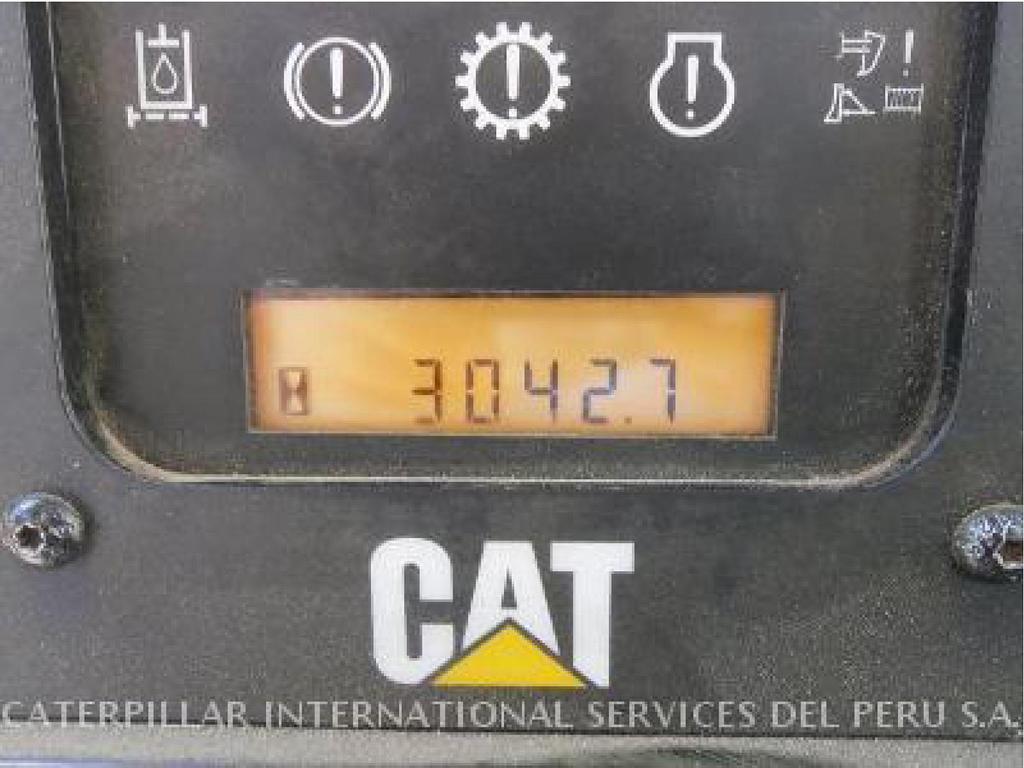 3042.7
CAT
CATERPILLAR INTERNATIONAL SERVICES DEL PERU S.A.